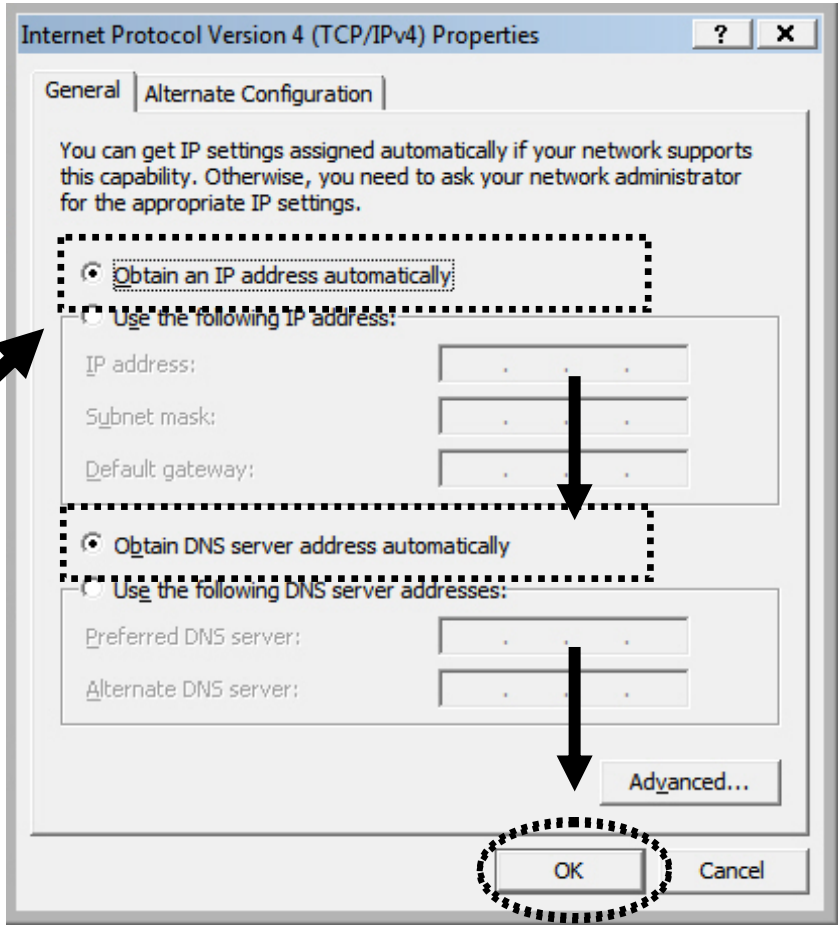 Internet Protocol Version 4 (TCP/IPv4) Properties
?
X
General
Alternate Configuration
You can get IP settings assigned automatically if your network supports
this capability. Otherwise, you need to ask your network administrator
for the appropriate IP settings.
Obtain an IP address automatically
Use the following IP address:
IP address:
Subnet mask:
Default gateway:
Obtain DNS server address automatically
Use the following DNS server addresses:
Preferred DNS server:
Alternate DNS server:
Advanced...
OK
Cancel